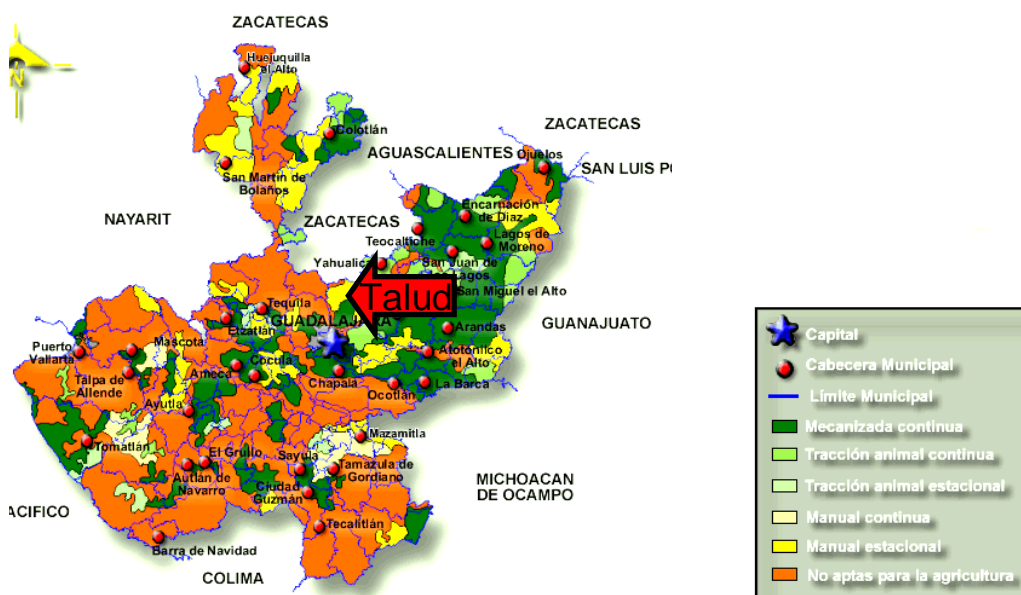 ZACATECAS
Huejuquilla
el Alto
N
Colotlán
ZACATECAS
AGUASCALIENTES
Ojuelos
SAN LUIS PO
San Martín de
Bolaños
Encarnación
de Diaz
NAYARIT
ZACATECAS
Teocaltiche
Lagos de
Moreno
Yahualica
San Juan de
Lagos
Talud
San Miguel el Alto
Tequila
GUADALAJARA
Etzatlán
Arandas
GUANAJUATO
Puerto
Vallarta
Mascota
Atotonilco
el Alto
Cocula
Ameca
Talpa de
Allende
Chapala
La Barca
Ocotlán
Ayutla
Mazamitla
Tomatlán
El Grullo
Sayula
Tamazula de
Gordiano
Autlán de
Navarro
Ciudad
Guzmán
MICHOACAN
DE OCAMPO
ACIFICO
Tecalitlán
Barra de Navidad
COLIMA
Capital
Cabecera Municipal
Límite Municipal
Mecanizada continua
Tracción animal continua
Tracción animal estacional
Manual continua
Manual estacional
No aptas para la agricultura